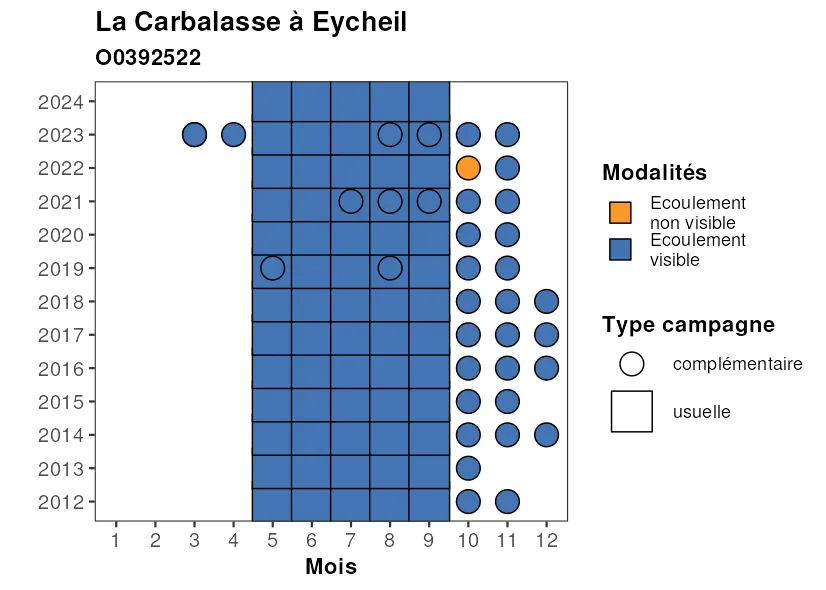 La Carbalasse à Eycheil
O0392522
2024
2023
2022
2021
2020
2019
2018
2017
2016
2015
2014
2013
2012
1 2 3 4 5 6 7 8 9 10 11 12
Mois
Modalités
Ecoulement
non visible
Ecoulement
visible
Type campagne
complémentaire
usuelle